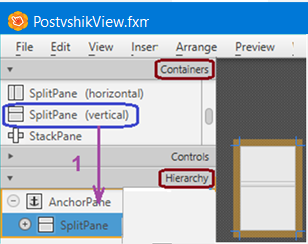 PostvshikView.fxm
File Edit View Inser Arrange Preview
Containers
SplitPane (horizontal)
SplitPane (vertical)
StackPane
1
Controls
Hierarchy
AnchorPane
SplitPane